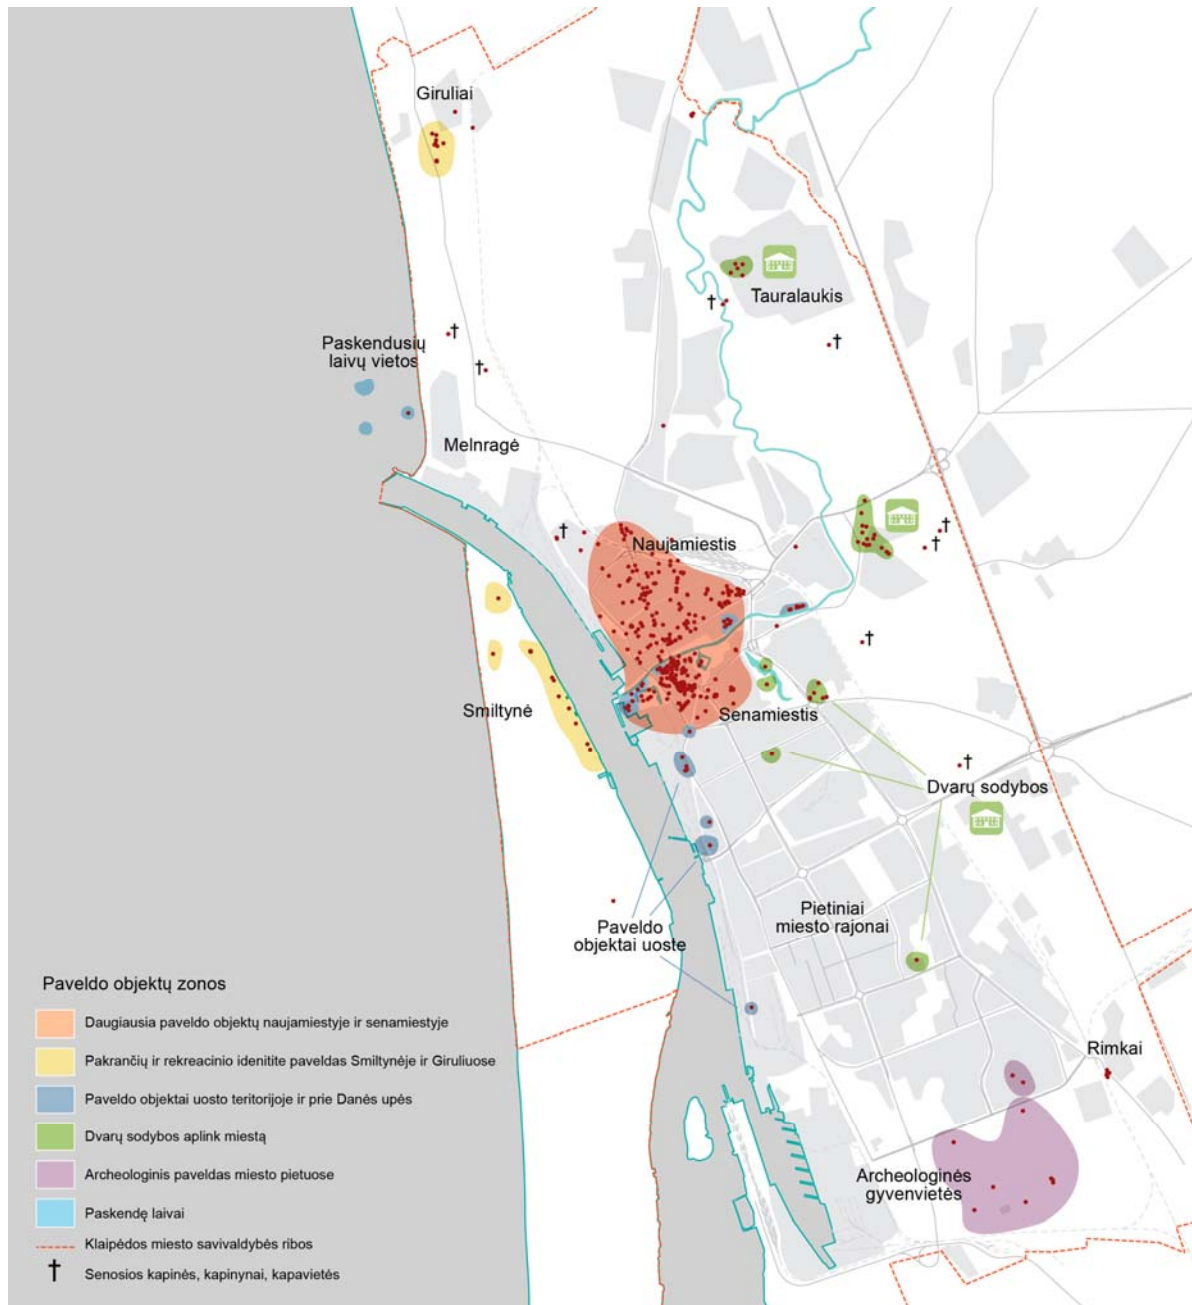 Giruliai
Tauralaukis
Paskendusių
laivų vietos
Melnragė
Naujamiestis
Smiltynė
Senamiestis
Dvarų sodybos
Pietiniai
miesto rajonai
Paveldo
objektai uoste
Rimkai
Archeologinės
gyvenvietės
Paveldo objektų zonos
Daugiausia paveldo objektų naujamiestyje ir senamiestyje
Pakrančių ir rekreacinio idenitite paveldas Smiltynėje ir Giruliuose
Paveldo objektai uosto teritorijoje ir prie Danės upės
Dvarų sodybos aplink miestą
Archeologinis paveldas miesto pietuose
Paskendę laivai
Klaipėdos miesto savivaldybės ribos
Senosios kapinės, kapinynai, kapavietės